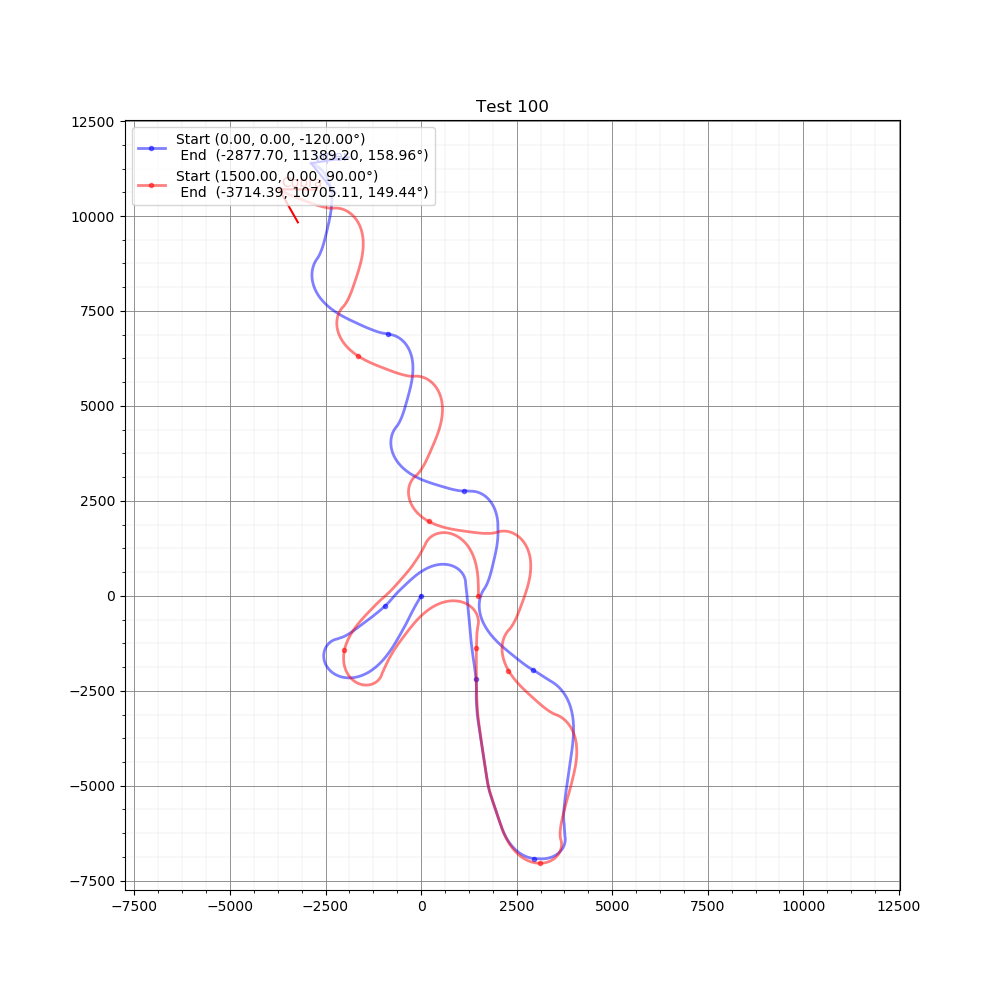 Test 100
Start (0.00, 0.00, -120.00°)
End (-2877.70, 11389.20, 158.96°)
Start (1500.00, 0.00, 90.00°)
End (-3714.39, 10705.11, 149.44°)
12500
10000
7500
5000
2500
0
−2500
−5000
−7500
−7500 −5000 −2500 0 2500 5000 7500 10000 12500